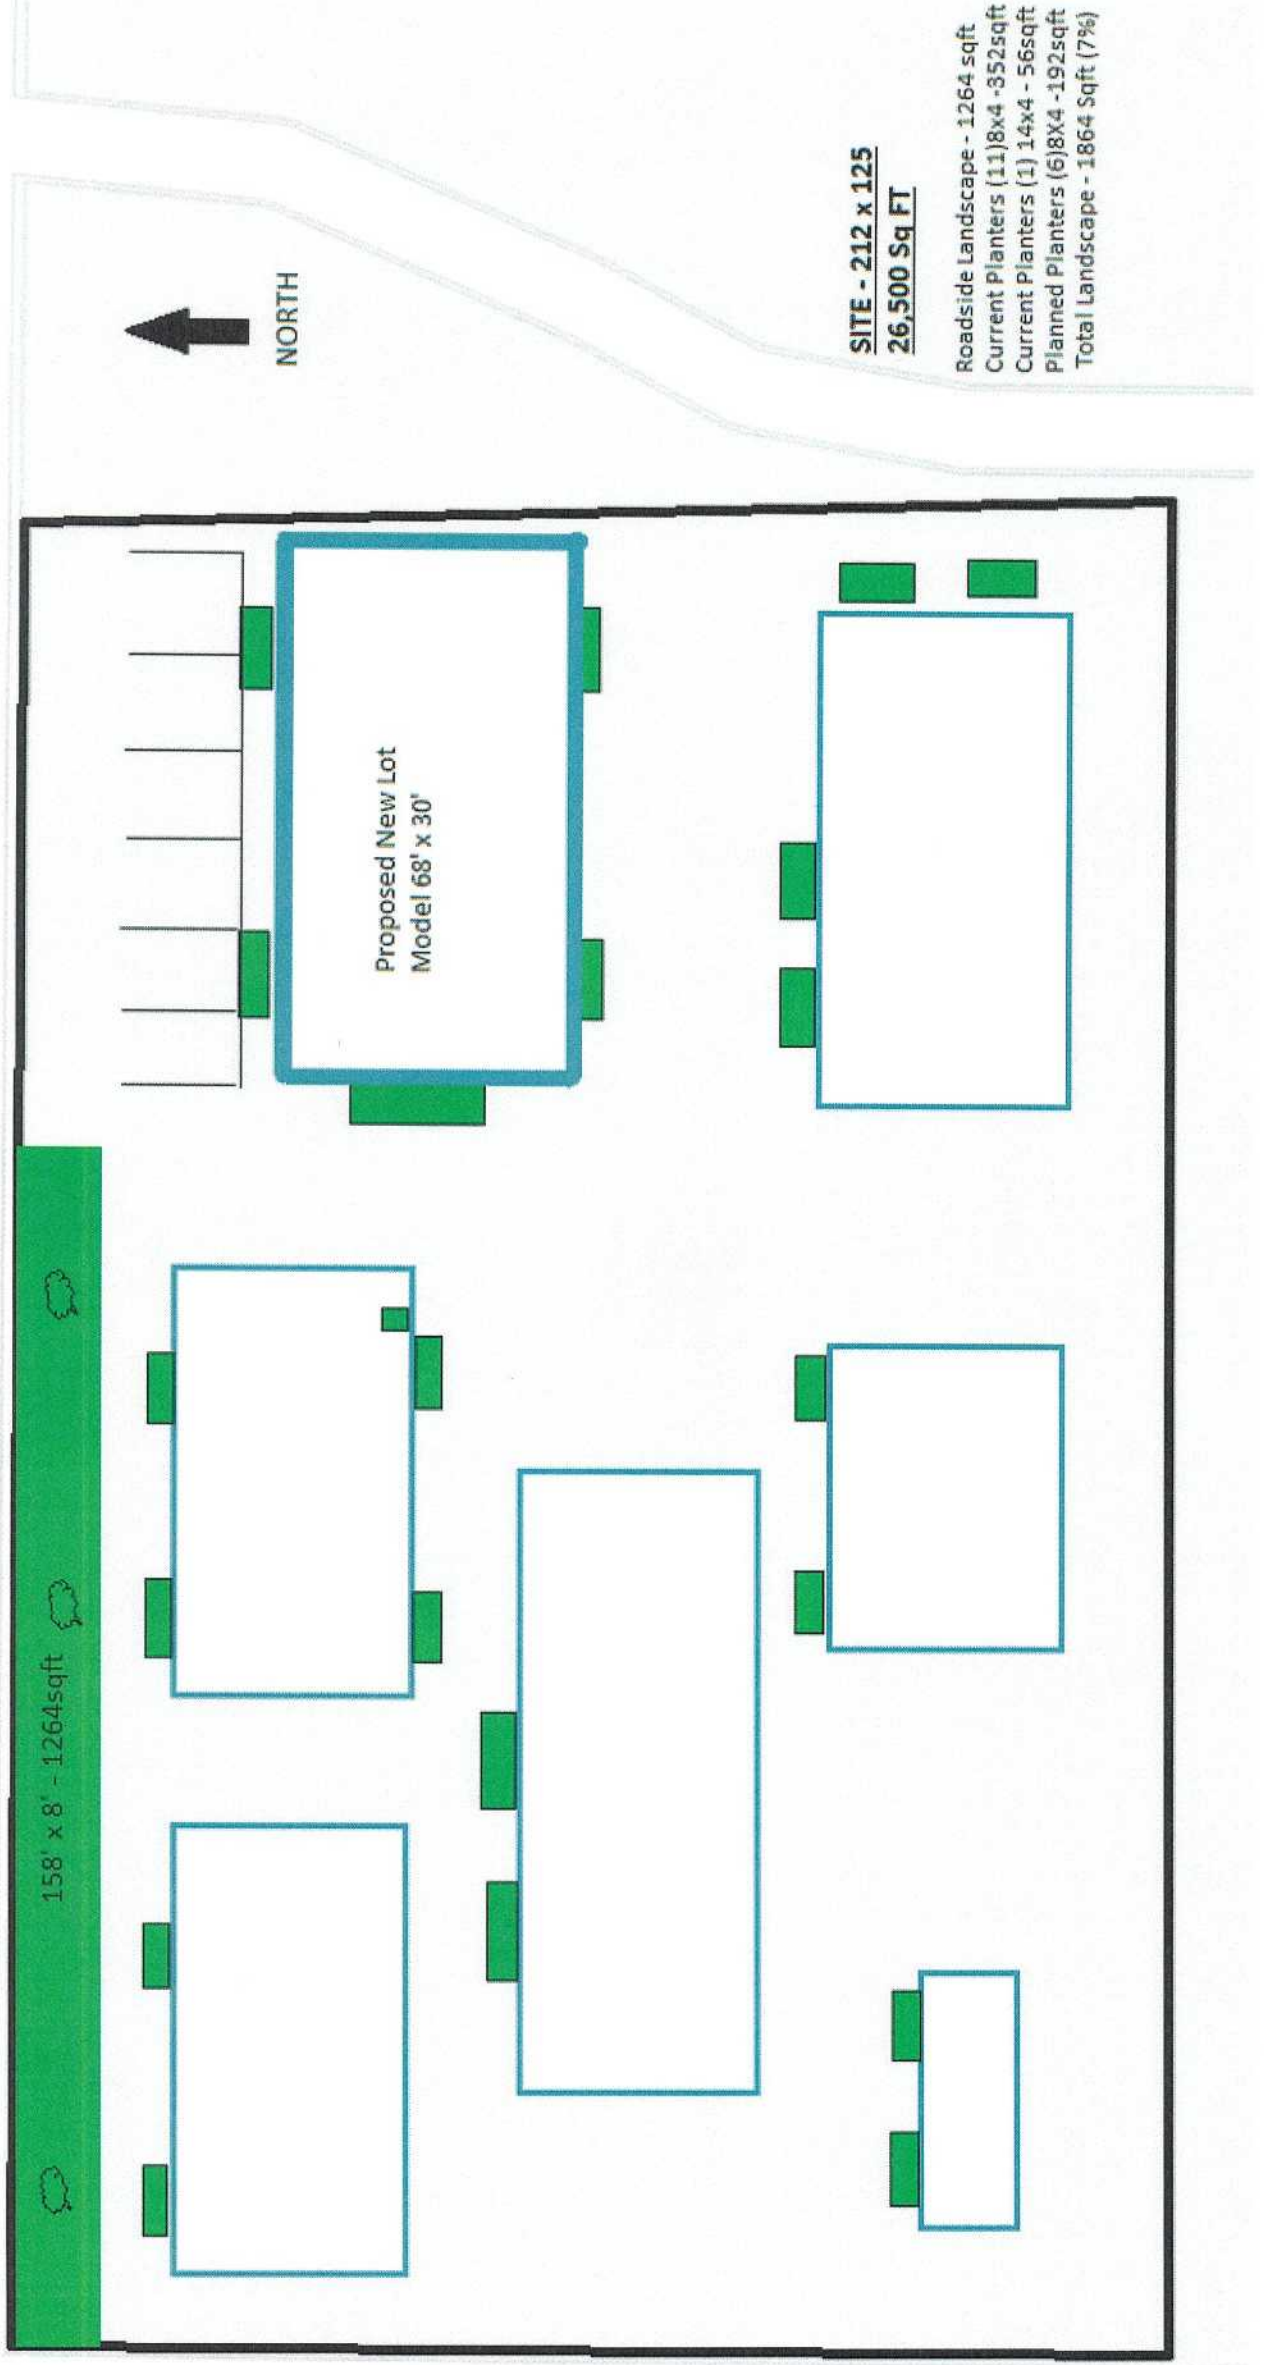 158' x 8' - 1264sqft
NORTH
Proposed New Lot
Model 68' x 30'
SITE - 212 x 125
26,500 Sq FT
Roadside Landscape - 1264 sqft
Current Planters (11)8x4 -352sqft
Current Planters (1) 14x4 - 56sqft
Planned Planters (6)8X4 -192sqft
Total Landscape - 1864 Sqft (7%)